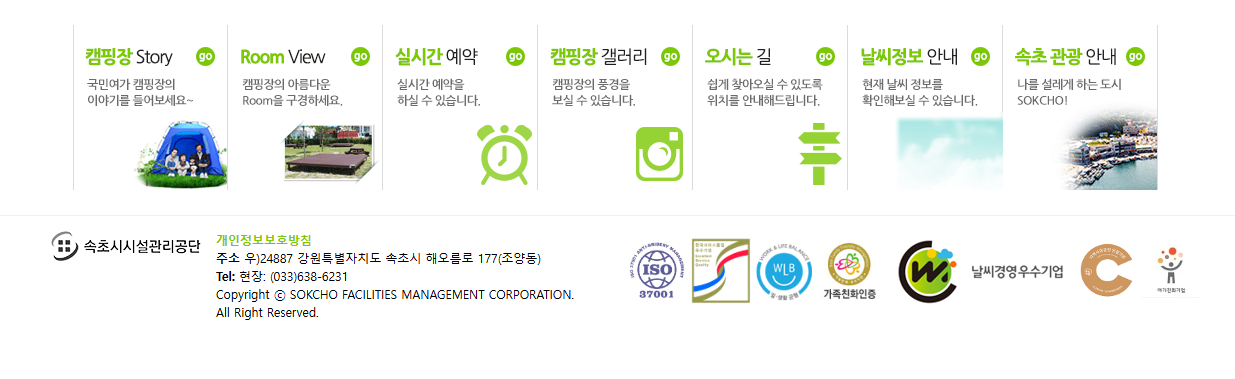 캠핑장 Story go
국민여가 캠핑장의
이야기를 들어보세요~
Room View go
캠핑장의 아름다운
Room을 구경하세요.
실시간 예약 go
실시간 예약을
하실 수 있습니다.
캠핑장 갤러리 go
캠핑장의 풍경을
보실 수 있습니다.
오시는 길 go
쉽게 찾아오실 수 있도록
위치를 안내해드립니다.
날씨정보 안내 go
현재 날씨 정보를
확인해보실 수 있습니다.
속초 관광 안내 go
나를 설레게 하는 도시
SOKCHO!
속초시시설관리공단
개인정보보호방침
주소 우)24887 강원특별자치도 속초시 해오름로 177(조양동)
Tel: 현장: (033)638-6231
Copyright ⓒ SOKCHO FACILITIES MANAGEMENT CORPORATION.
All Right Reserved.
ISO
37001
WORK & LIFE BALANCE
WLB
일·생활 균형
가족친화인증
날씨경영우수기업